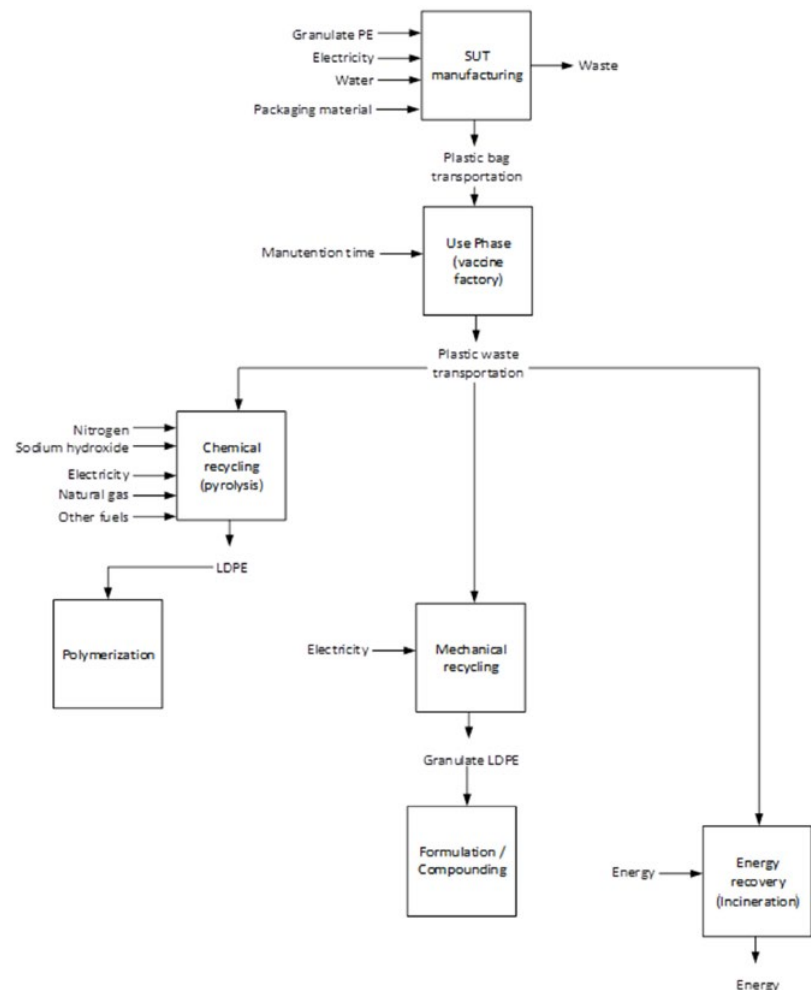 Granulate PE
Electricity
Water
Packaging material
SUT
manufacturing
Waste
Plastic bag
transportation
Manutention time
Use Phase
(vaccine
factory)
Plastic waste
transportation
Nitrogen
Sodium hydroxide
Electricity
Natural gas
Other fuels
Chemical
recycling
(pyrolysis)
LDPE
Polymerization
Electricity
Mechanical
recycling
Granulate LDPE
Formulation /
Compounding
Energy
Energy
recovery
(Incineration)
Energy